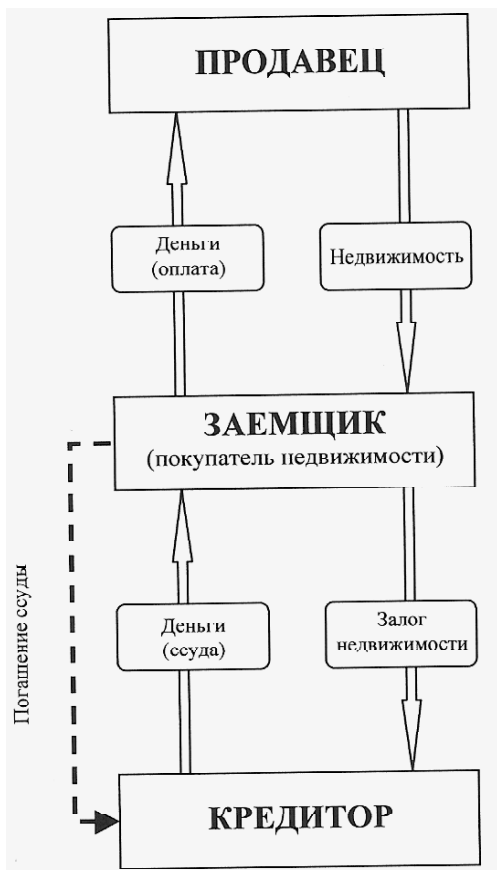 ПРОДАВЕЦ
Деньги
(оплата)
Недвижимость
ЗАЕМЩИК
(покупатель недвижимости)
Погашение ссуды
Деньги
(ссуда)
Залог
недвижимости
КРЕДИТОР